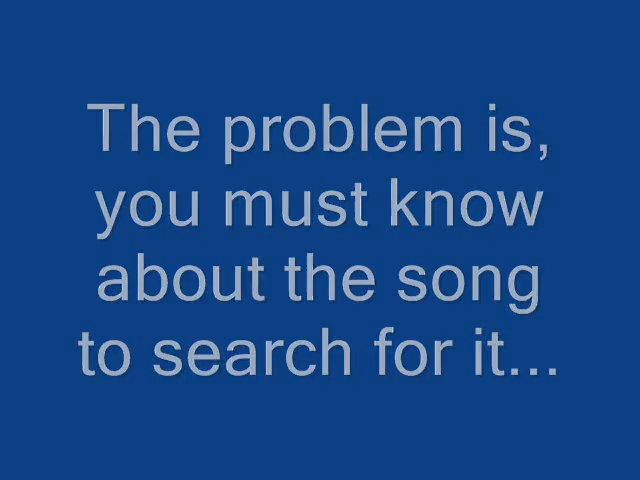 The problem is,
you must know
about the song
to search for it...